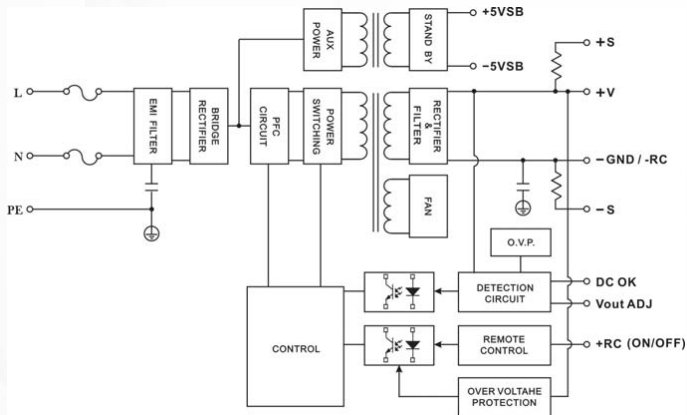 +5VSB
AUX
POWER
STAND BY
−5VSB
+S
L
EMI FILTER
BRIDGE
RECTIFIER
PFC
CIRCUIT
POWER
SWITCHING
RECTIFIER
&
FILTER
+V
N
−GND / -RC
FAN
PE
−S
O.V.P.
DETECTION
CIRCUIT
DC OK
Vout ADJ
CONTROL
REMOTE
CONTROL
+RC (ON/OFF)
OVER VOLTAHE
PROTECTION